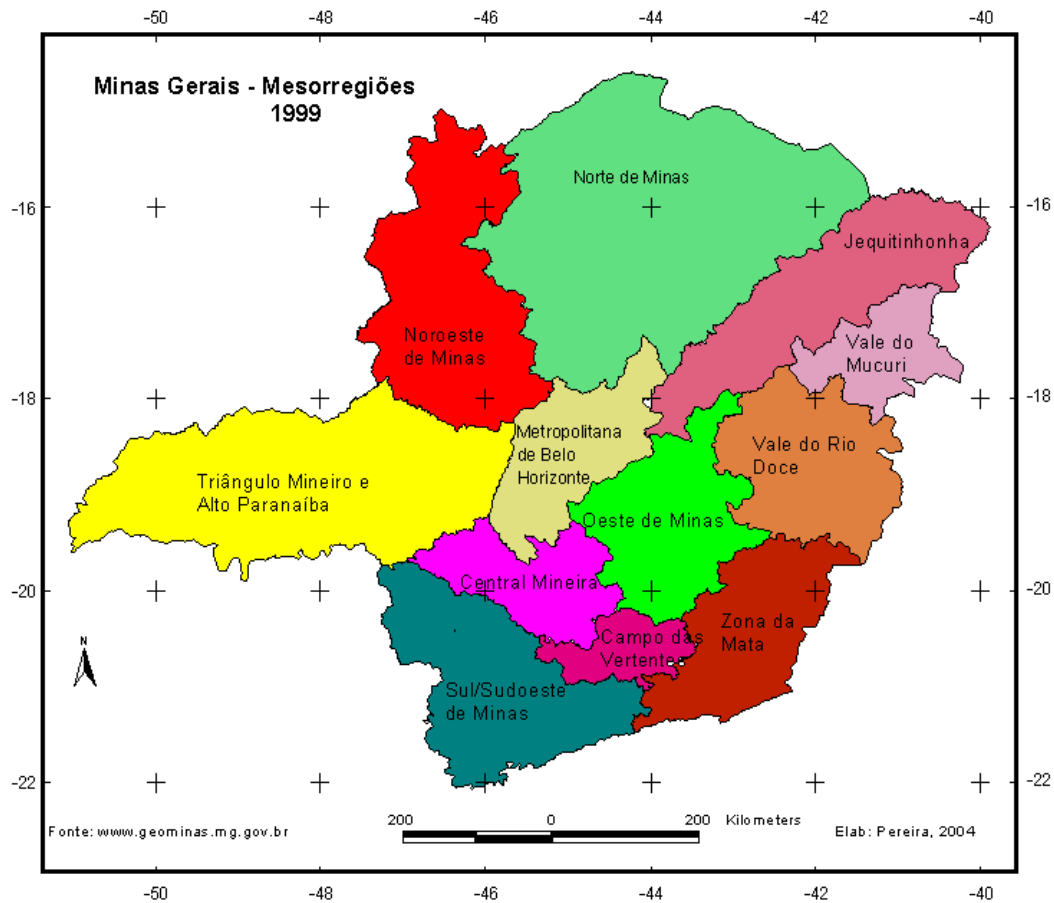 -50 -48 -46 -44 -42 -40
Minas Gerais - Mesorregiões
1999
Norte de Minas
-16 -16
Jequitinhonha
Noroeste
de Minas
Vale do
Mucuri
-18 -18
Metropolitana
de Belo
Horizonte
Vale do Rio
Doce
Triângulo Mineiro e
Alto Paranaíba
Oeste de Minas
Central Mineira
-20 -20
Zona da
Mata
Campo das
Vertentes
N
Sul/Sudoeste
de Minas
-22 -22
200 0 200 Kilometers
Fonte: www.geominas.mg.gov.br
Elab: Pereira, 2004
-50 -48 -46 -44 -42 -40